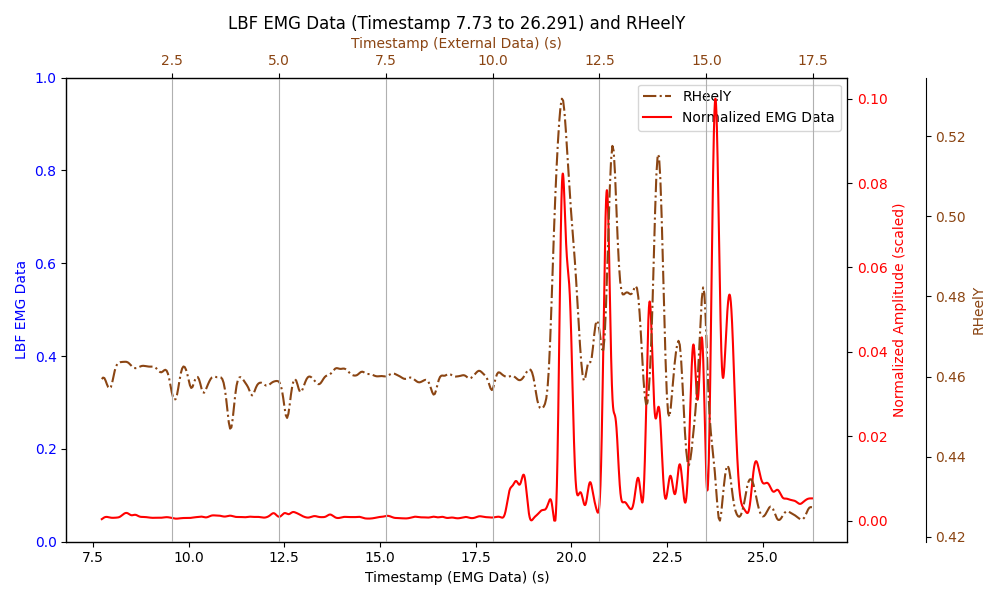 LBF EMG Data (Timestamp 7.73 to 26.291) and RHeelY
Timestamp (External Data) (s)
2.5 5.0 7.5 10.0 12.5 15.0 17.5
RHeelY
Normalized EMG Data
LBF EMG Data
1.0
0.8
0.6
0.4
0.2
0.0
Normalized Amplitude (scaled)
0.10
0.08
0.06
0.04
0.02
0.00
RHeelY
0.52
0.50
0.48
0.46
0.44
0.42
7.5 10.0 12.5 15.0 17.5 20.0 22.5 25.0
Timestamp (EMG Data) (s)